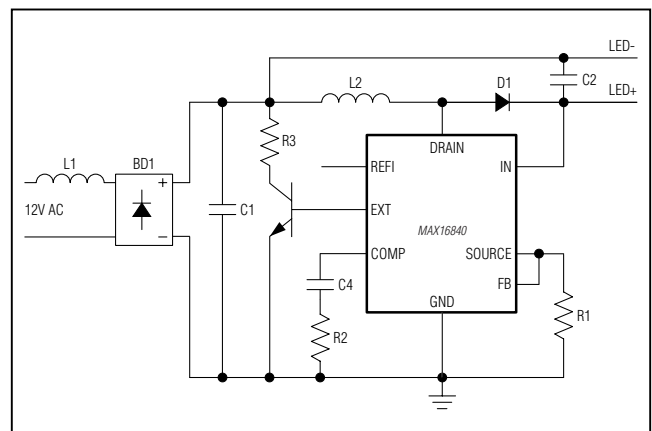 LED-
C2
L2
D1
LED+
R3
DRAIN
L1
BD1
REFI
IN
+
12V AC
C1
EXT
MAX16840
–
COMP
SOURCE
C4
FB
R2
GND
R1